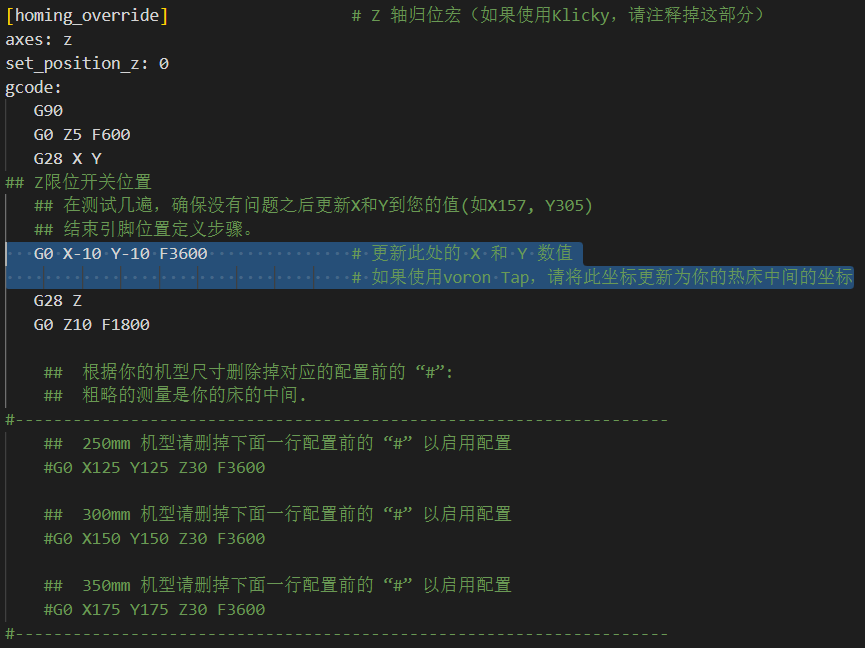 [homing_override] # Z 轴归位宏（如果使用Klicky，请注释掉这部分）
axes: z
set_position_z: 0
gcode:
G90
G0 Z5 F600
G28 X Y
## Z限位开关位置
## 在测试几遍，确保没有问题之后更新X和Y到您的值(如X157, Y305)
## 结束引脚位置定义步骤。
G0 X-10 Y-10 F3600 # 更新此处的 X 和 Y 数值
# 如果使用voron Tap，请将此坐标更新为你的热床中间的坐标
G28 Z
G0 Z10 F1800
## 根据你的机型尺寸删除掉对应的配置前的 “#”:
## 粗略的测量是你的床的中间.
#--------------------------------------------------------------------
## 250mm 机型请删掉下面一行配置前的 “#” 以启用配置
#G0 X125 Y125 Z30 F3600
## 300mm 机型请删掉下面一行配置前的 “#” 以启用配置
#G0 X150 Y150 Z30 F3600
## 350mm 机型请删掉下面一行配置前的 “#” 以启用配置
#G0 X175 Y175 Z30 F3600
#--------------------------------------------------------------------